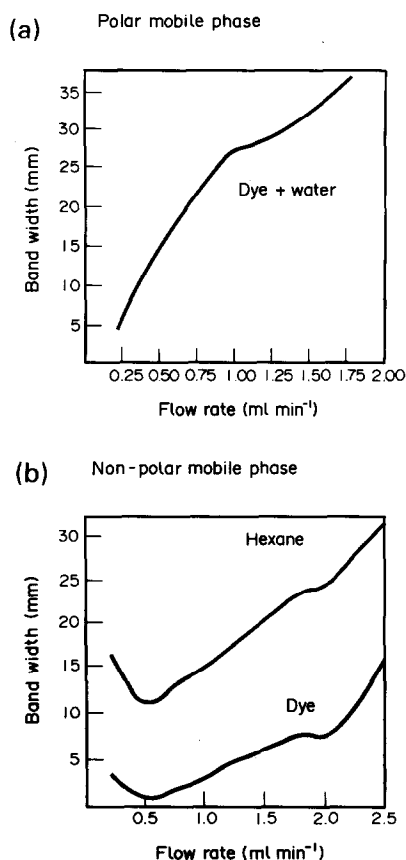 (a) Polar mobile phase
35
30
25
20
15
10
5
Band width (mm)
Dye + water
0.25 0.50 0.75 1.00 1.25 1.50 1.75 2.00
Flow rate (ml min⁻¹)
(b) Non-polar mobile phase
30
25
20
15
10
5
Band width (mm)
Hexane
Dye
0.5 1.0 1.5 2.0 2.5
Flow rate (ml min⁻¹)